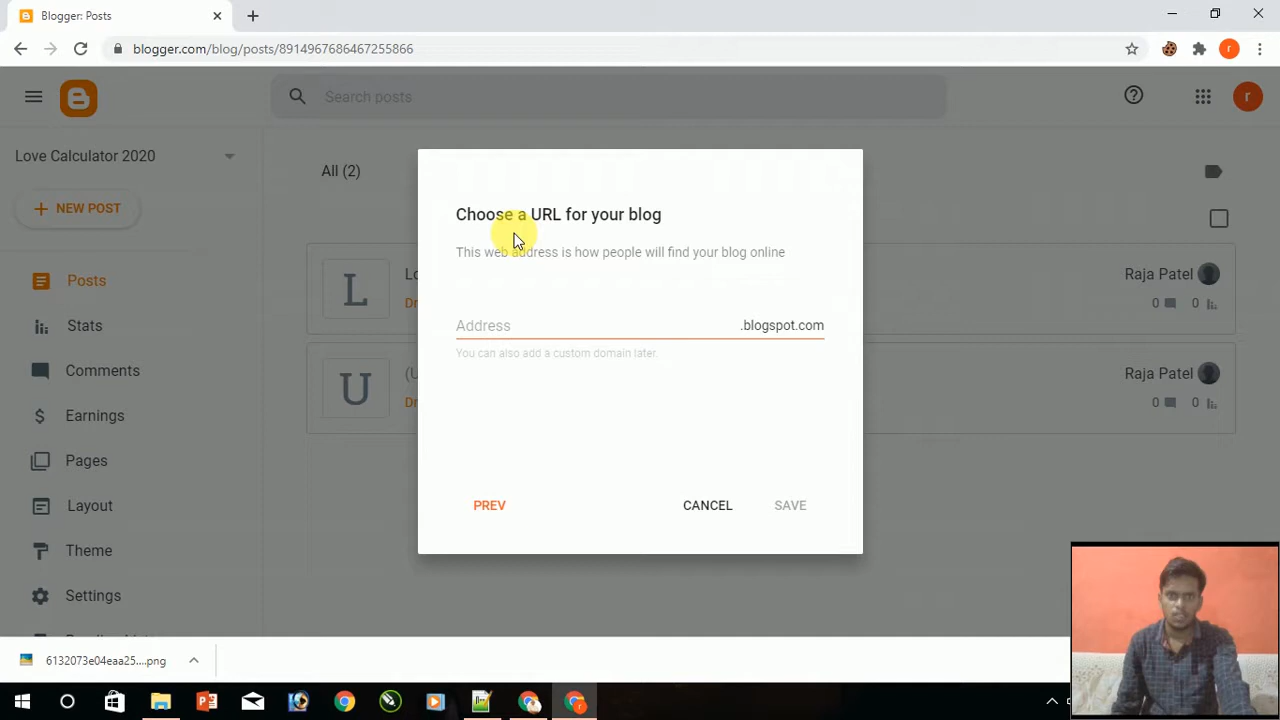 Blogger: Posts
blogger.com/blog/posts/8914967686467255866
r
Search posts
r
Love Calculator 2020
All (2)
NEW POST
Choose a URL for your blog
This web address is how people will find your blog online
Posts
L
Raja Patel
0 0
Stats
Address .blogspot.com
You can also add a custom domain later.
Comments
U
Raja Patel
0 0
Earnings
Pages
Layout
PREV CANCEL SAVE
Theme
Settings
6132073e04eaa25....png